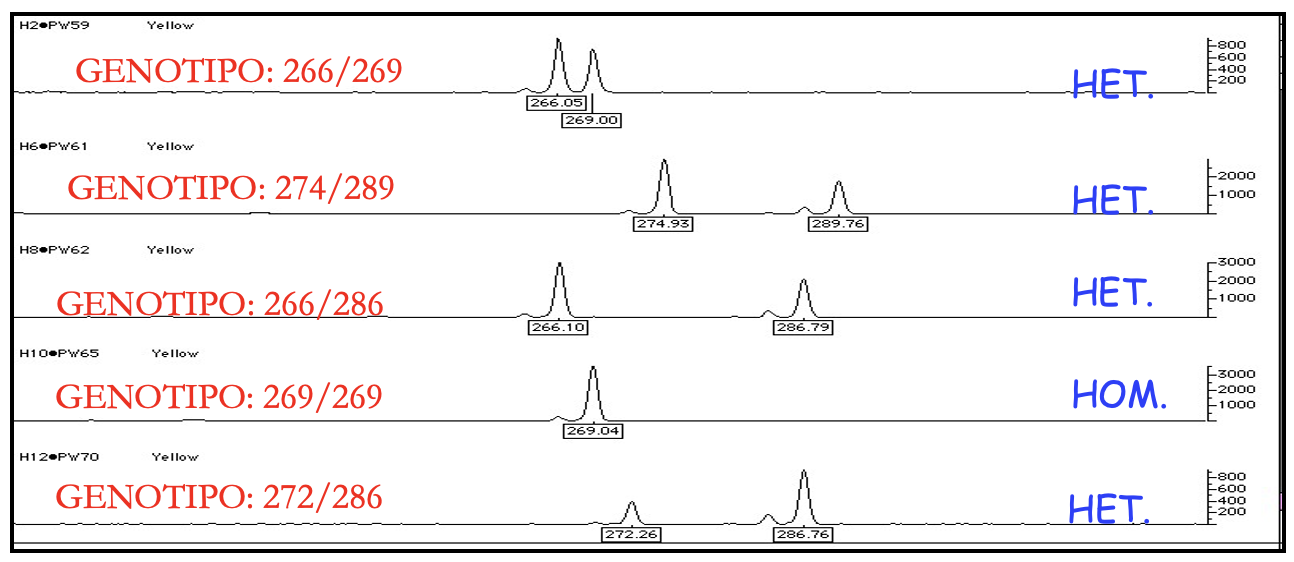 H2●PW59 Yellow
GENOTIPO: 266/269
HET.
800
600
400
200
266.05
269.00
H6●PW61 Yellow
GENOTIPO: 274/289
HET.
2000
1000
274.93
289.76
H8●PW62 Yellow
GENOTIPO: 266/286
HET.
3000
2000
1000
266.10
286.79
H10●PW65 Yellow
GENOTIPO: 269/269
HOM.
3000
2000
1000
269.04
H12●PW70 Yellow
GENOTIPO: 272/286
HET.
800
600
400
200
272.26
286.76